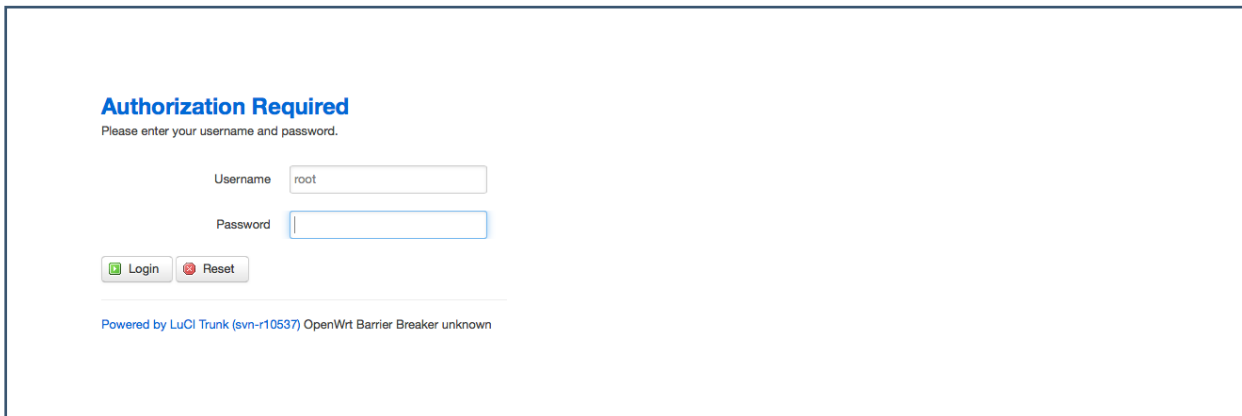 Authorization Required
Please enter your username and password.
Username root
Password
Login Reset
Powered by LuCI Trunk (svn-r10537) OpenWrt Barrier Breaker unknown